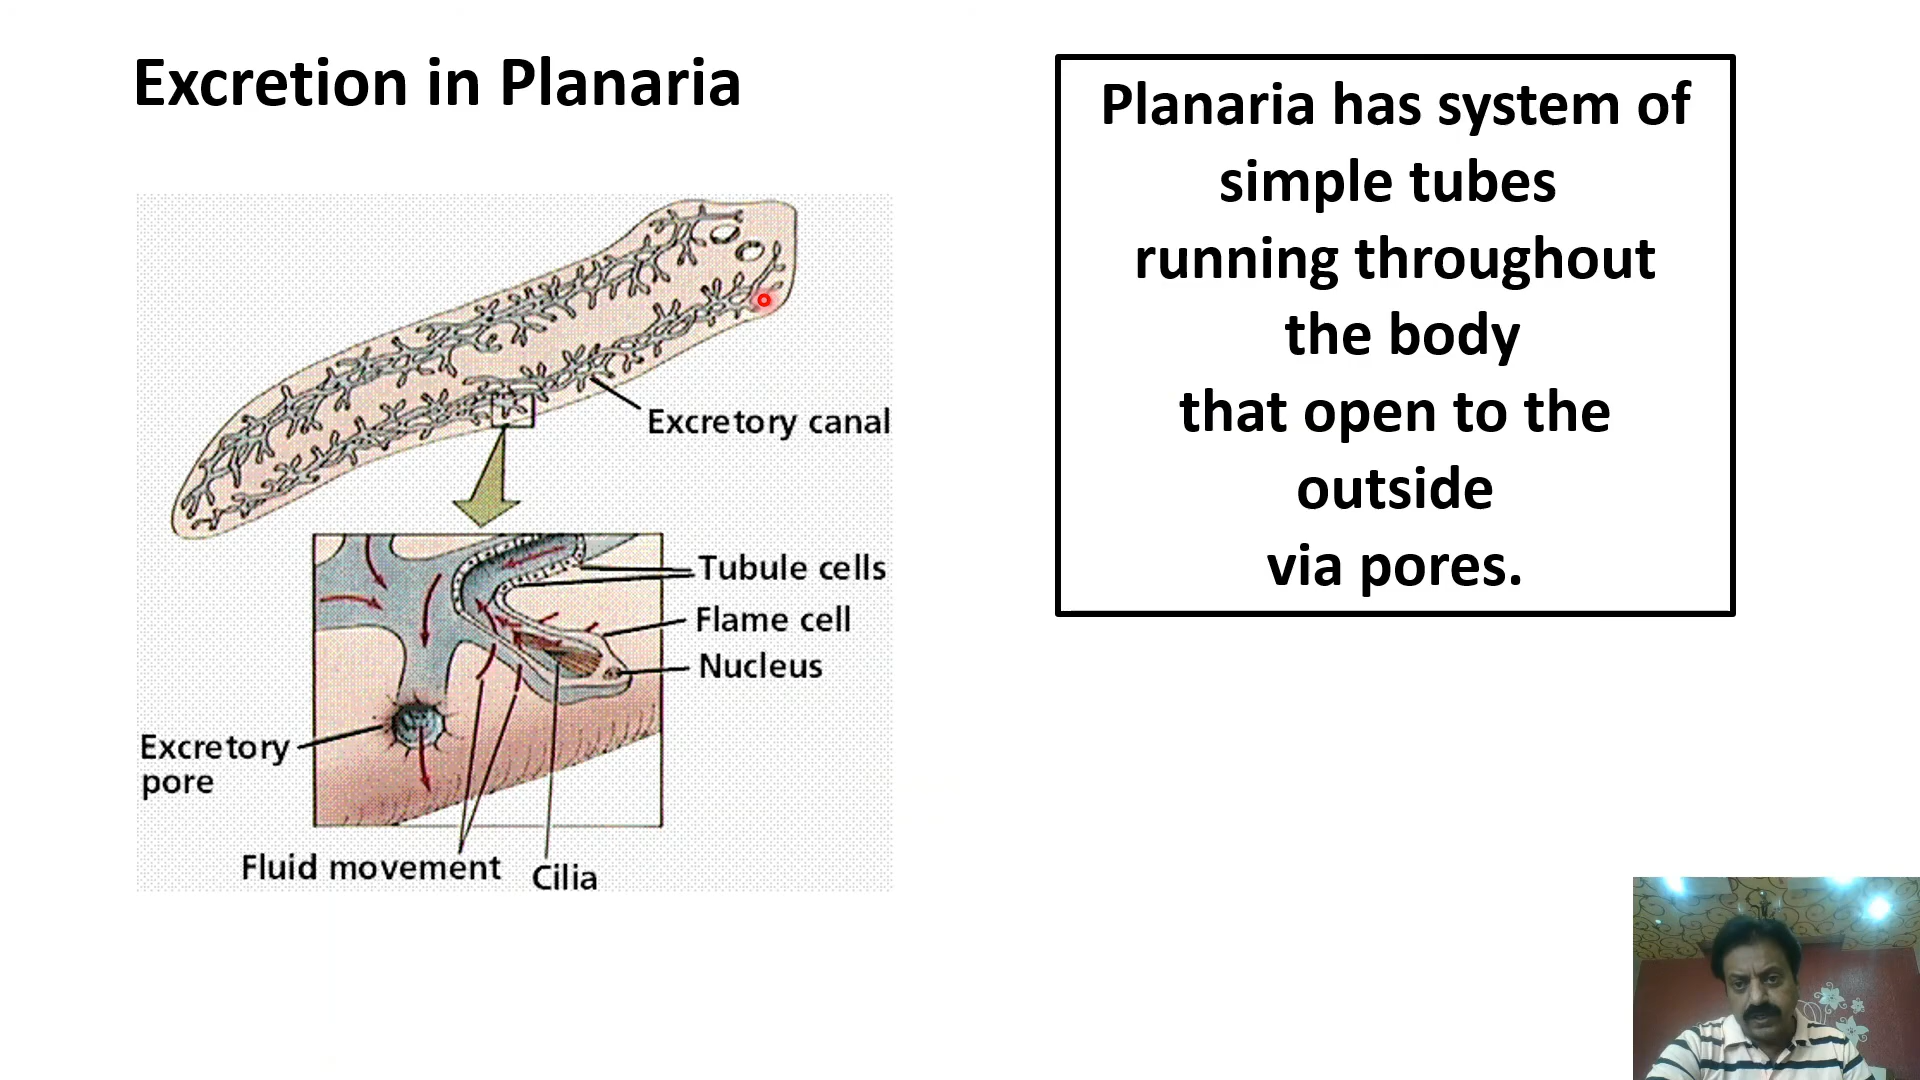 Excretion in Planaria
Planaria has system of
simple tubes
running throughout
the body
that open to the
outside
via pores.
Excretory canal
Tubule cells
Flame cell
Nucleus
Excretory
pore
Fluid movement
Cilia